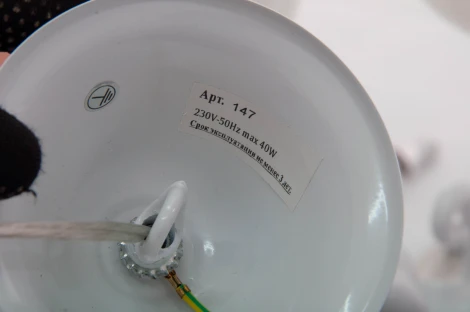 Арт. 147
230V-50Hz max 40W
Срок эксплуатации не менее 3 лет.